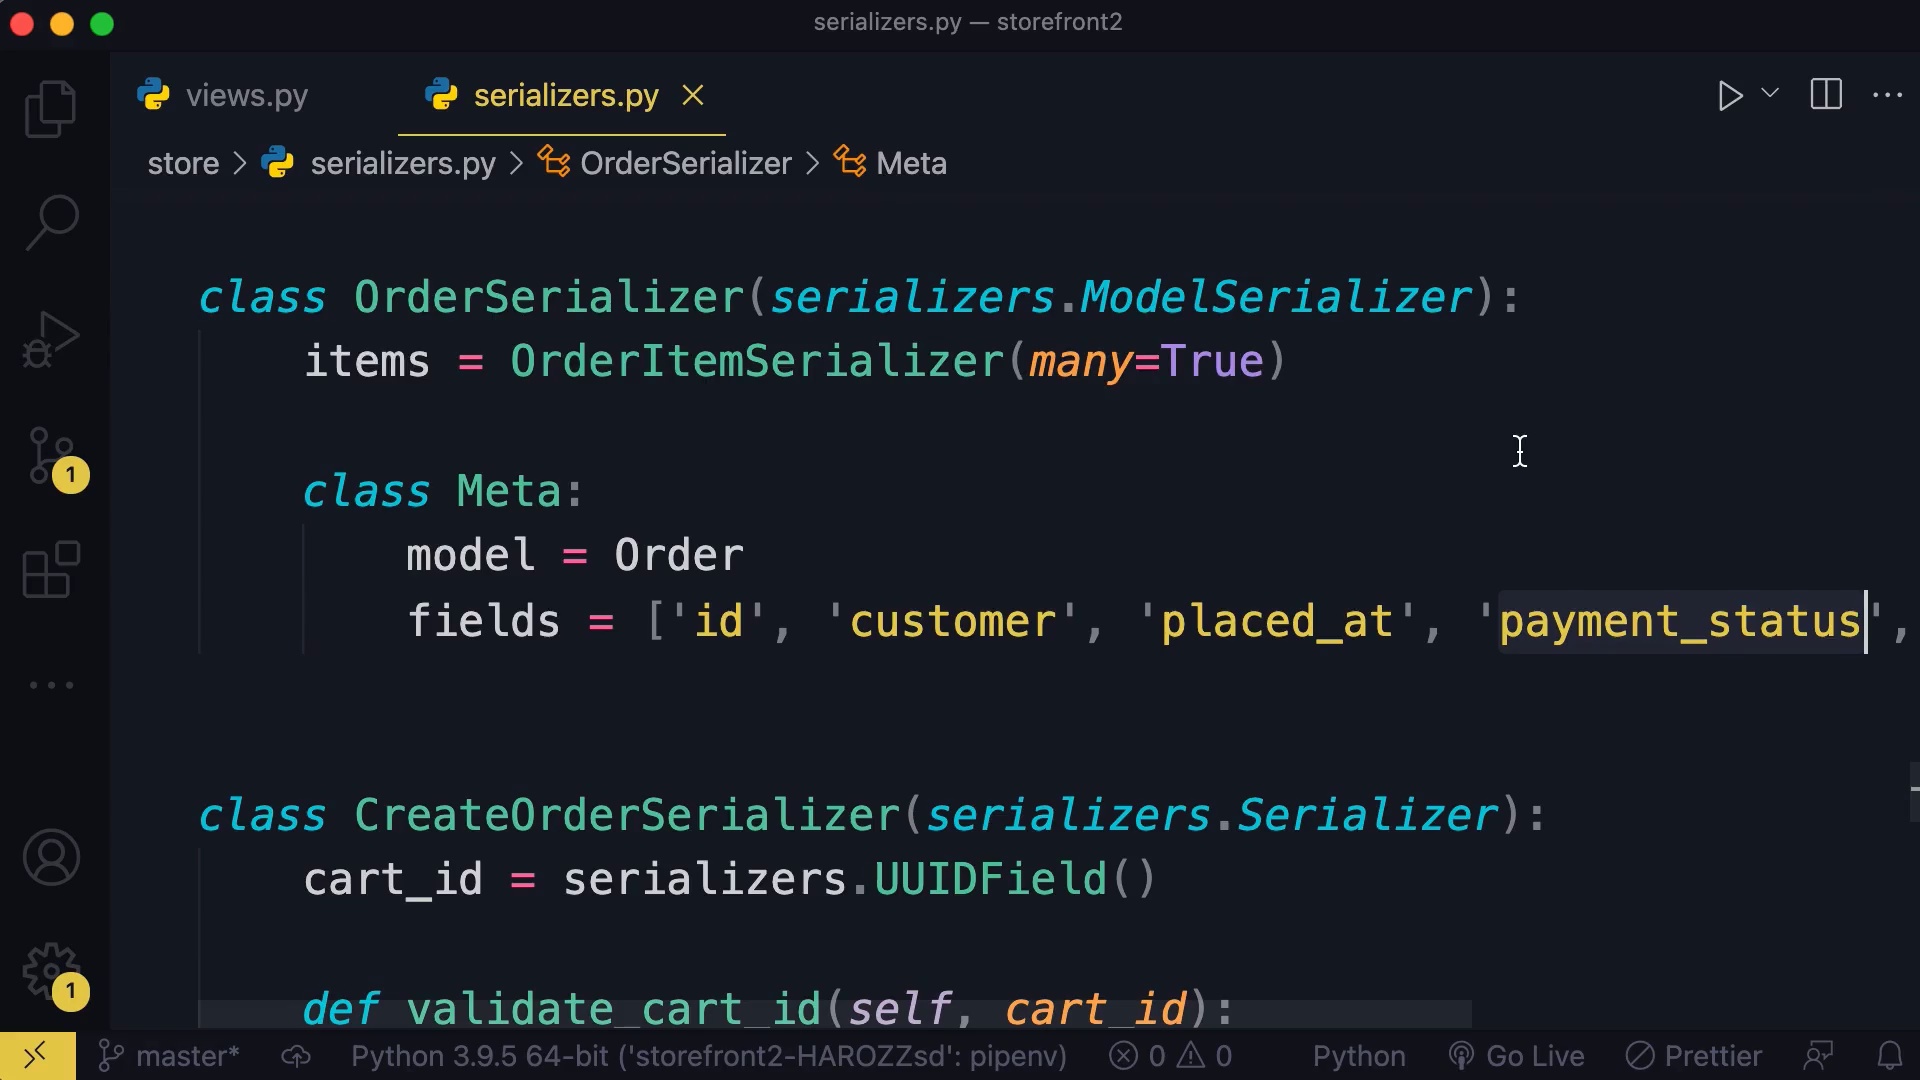 serializers.py — storefront2
views.py serializers.py
store > serializers.py > OrderSerializer > Meta
class OrderSerializer(serializers.ModelSerializer):
items = OrderItemSerializer(many=True)
class Meta:
model = Order
fields = ['id', 'customer', 'placed_at', 'payment_status',
class CreateOrderSerializer(serializers.Serializer):
cart_id = serializers.UUIDField()
def validate_cart_id(self, cart_id):
1
1
master* Python 3.9.5 64-bit ('storefront2-HAROZZsd': pipenv) 0 0 Python Go Live Prettier